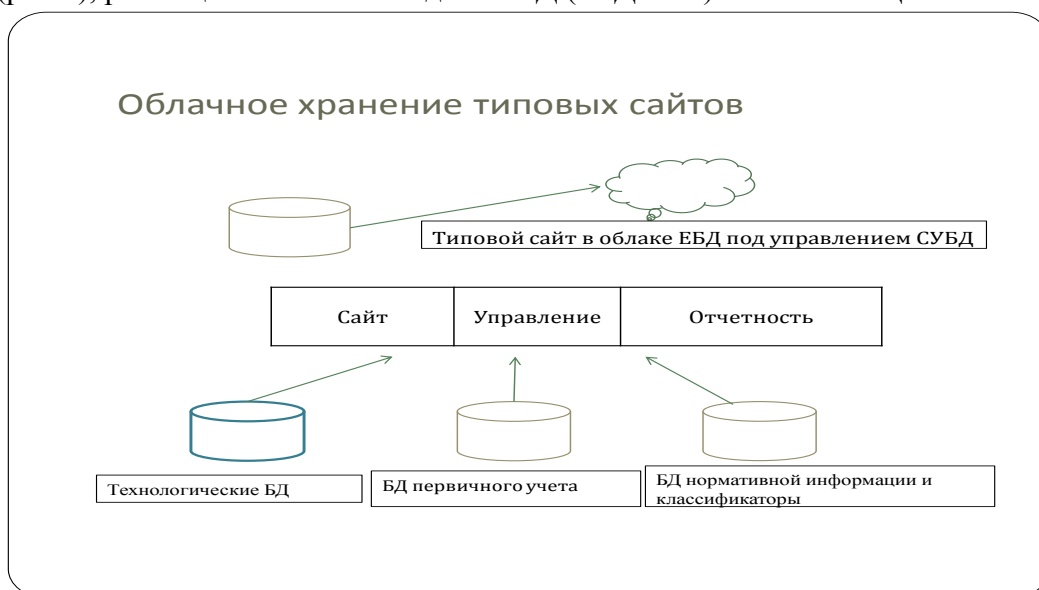 Облачное хранение типовых сайтов
Типовой сайт в облаке ЕБД под управлением СУБД
Сайт Управление Отчетность
Технологические БД
БД первичного учета
БД нормативной информации и
классификаторы